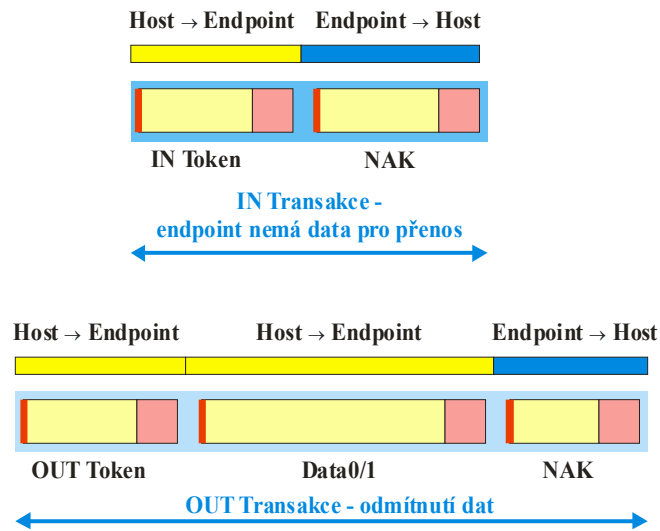 Host → Endpoint Endpoint → Host
IN Token NAK
IN Transakce -
endpoint nemá data pro přenos
Host → Endpoint Host → Endpoint Endpoint → Host
OUT Token Data0/1 NAK
OUT Transakce - odmítnutí dat